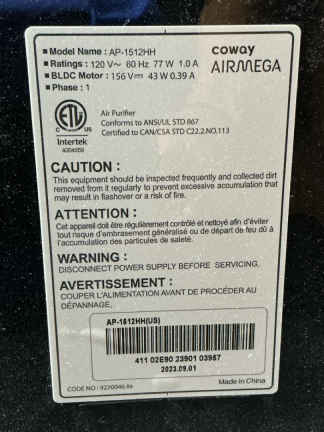 ■ Model Name : AP-1512HH
coway
■ Ratings : 120 V~ 60 Hz 77 W 1.0 A
AIRMEGA
■ BLDC Motor : 156 V⎓ 43 W 0.39 A
■ Phase : 1
ETL
C US
Intertek
Air Purifier
Conforms to ANSI/UL STD 867
Certified to CAN/CSA STD C22.2.NO.113
CAUTION :
This equipment should be inspected frequently and collected dirt
removed from it regularly to prevent excessive accumulation that
may result in flashover or a risk of fire.
ATTENTION :
Cet appareil doit être régulièrement contrôlé et nettoyé afin d'éviter
tout risque d'embrasement généralisé ou de départ de feu dû à
l'accumulation des particules de saleté.
WARNING :
DISCONNECT POWER SUPPLY BEFORE SERVICING.
AVERTISSEMENT :
COUPER L'ALIMENTATION AVANT DE PROCÉDER AU
DÉPANNAGE.
AP-1512HH(US)
411 02E90 23901 03957
2023.09.01
CODE NO :
Made in China